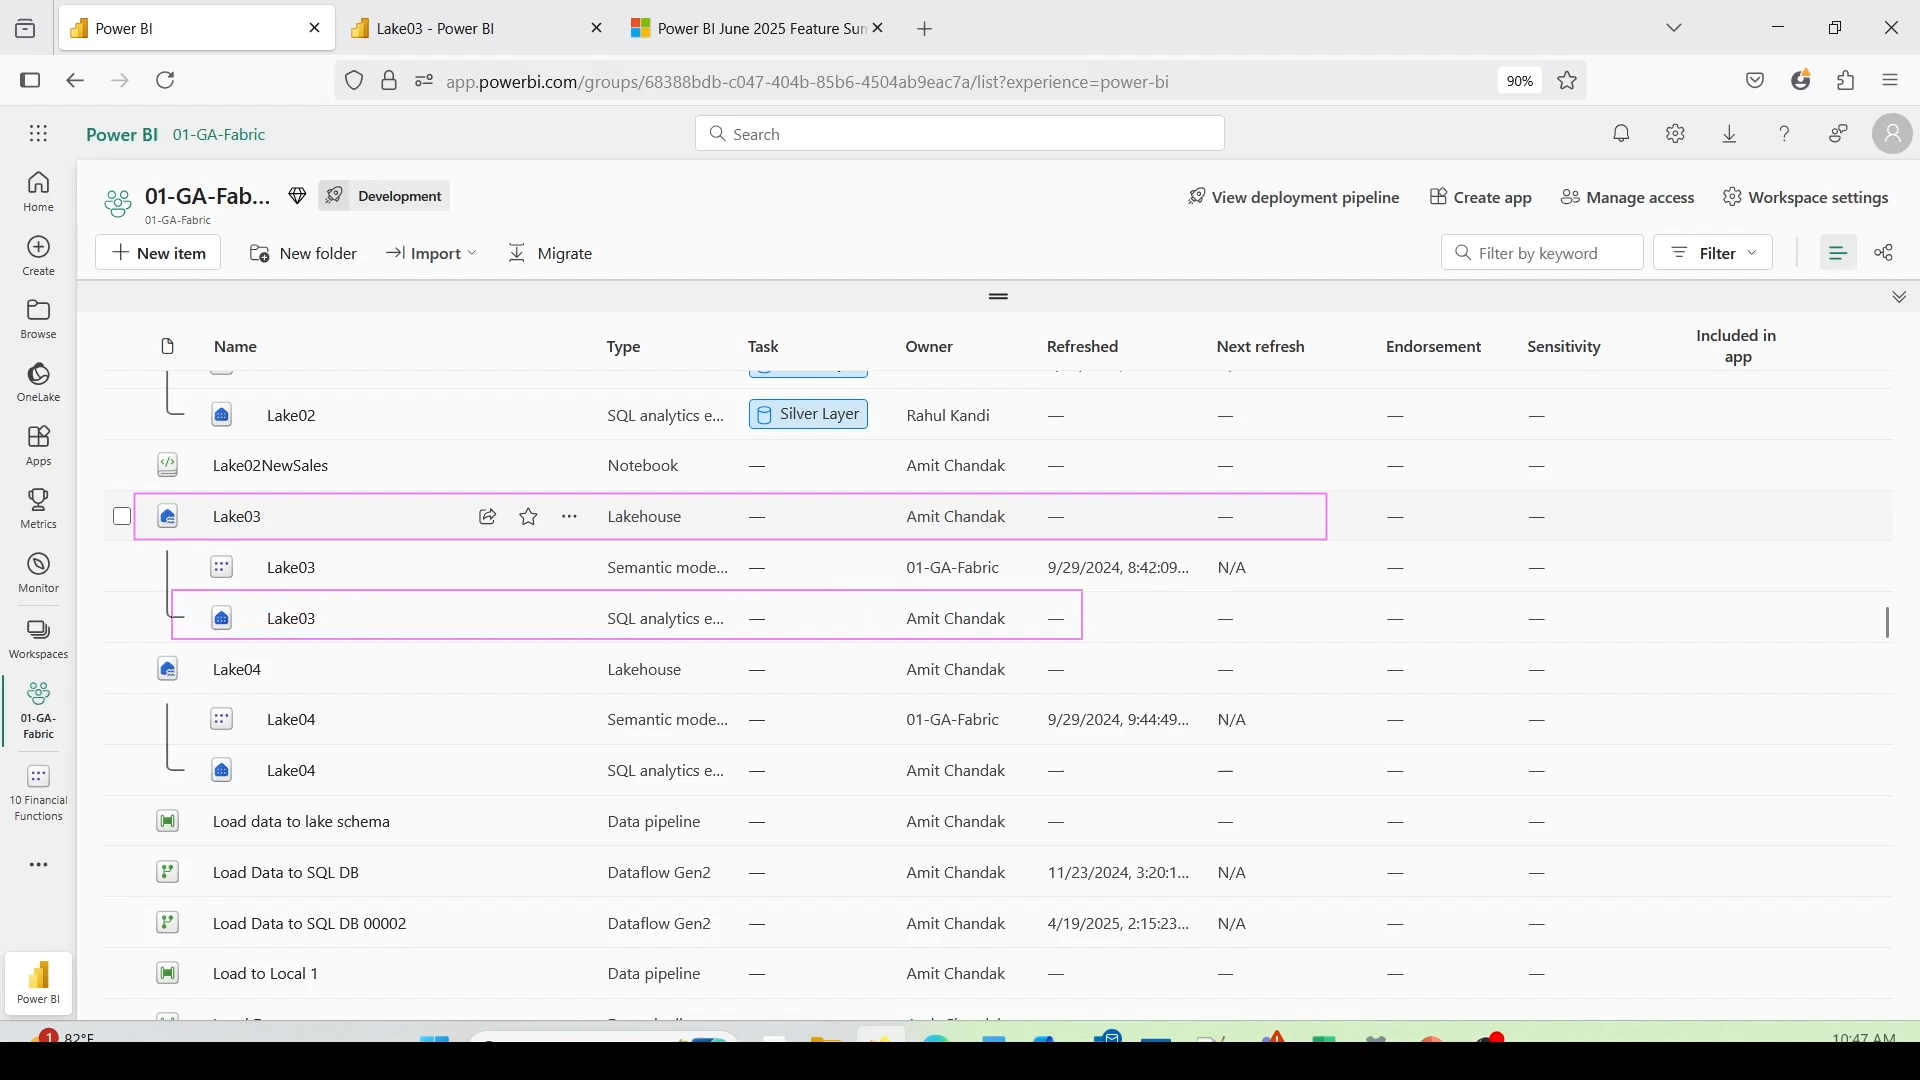 Power BI
Lake03 - Power BI
Power BI June 2025 Feature Sun
app.powerbi.com/groups/68388bdb-c047-404b-85b6-4504ab9eac7a/list?experience=power-bi
90%
Power BI 01-GA-Fabric
Search
01-GA-Fab... Development
01-GA-Fabric
View deployment pipeline Create app Manage access Workspace settings
New item New folder Import Migrate
Filter by keyword Filter
Home
Create
Browse
OneLake
Apps
Metrics
Monitor
Workspaces
01-GA-
Fabric
10 Financial
Functions
Power BI
Name Type Task Owner Refreshed Next refresh Endorsement Sensitivity Included in
app
Lake02 SQL analytics e... Silver Layer Rahul Kandi — — — —
Lake02NewSales Notebook — Amit Chandak — — — —
Lake03 Lakehouse — Amit Chandak — — — —
Lake03 Semantic mode... — 01-GA-Fabric 9/29/2024, 8:42:09... N/A — —
Lake03 SQL analytics e... — Amit Chandak — — — —
Lake04 Lakehouse — Amit Chandak — — — —
Lake04 Semantic mode... — 01-GA-Fabric 9/29/2024, 9:44:49... N/A — —
Lake04 SQL analytics e... — Amit Chandak — — — —
Load data to lake schema Data pipeline — Amit Chandak — — — —
Load Data to SQL DB Dataflow Gen2 — Amit Chandak 11/23/2024, 3:20:1... N/A — —
Load Data to SQL DB 00002 Dataflow Gen2 — Amit Chandak 4/19/2025, 2:15:23... N/A — —
Load to Local 1 Data pipeline — Amit Chandak — — — —
1 82°F
10:47 AM